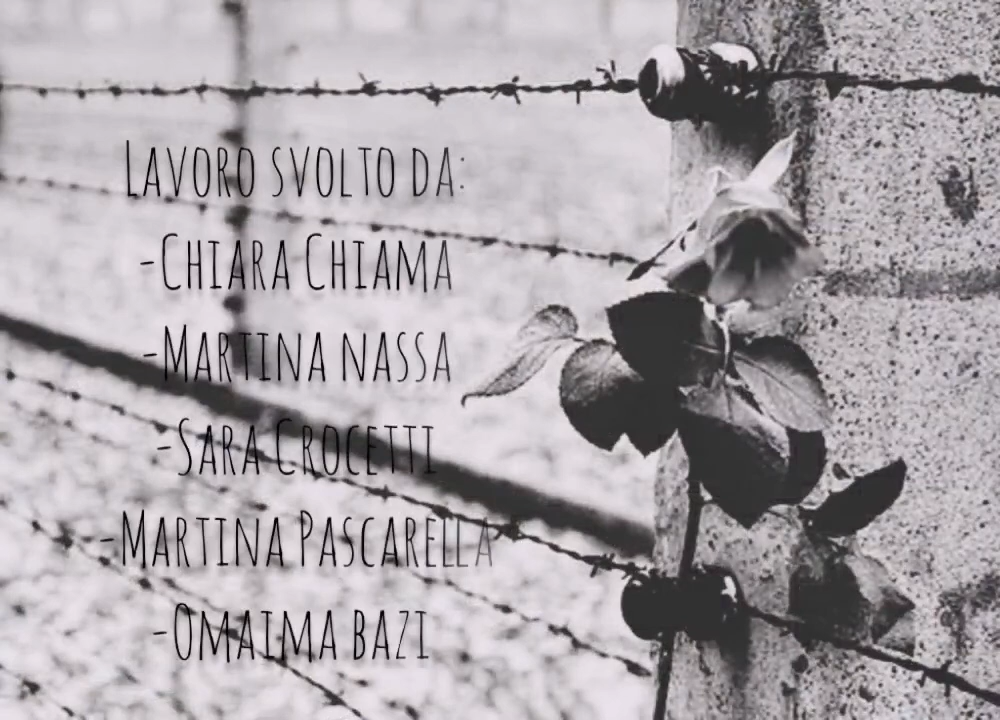 Lavoro svolto da:
-Chiara Chiama
-Martina nassa
-Sara Crocetti
-Martina Pascarella
-Omaima bazi